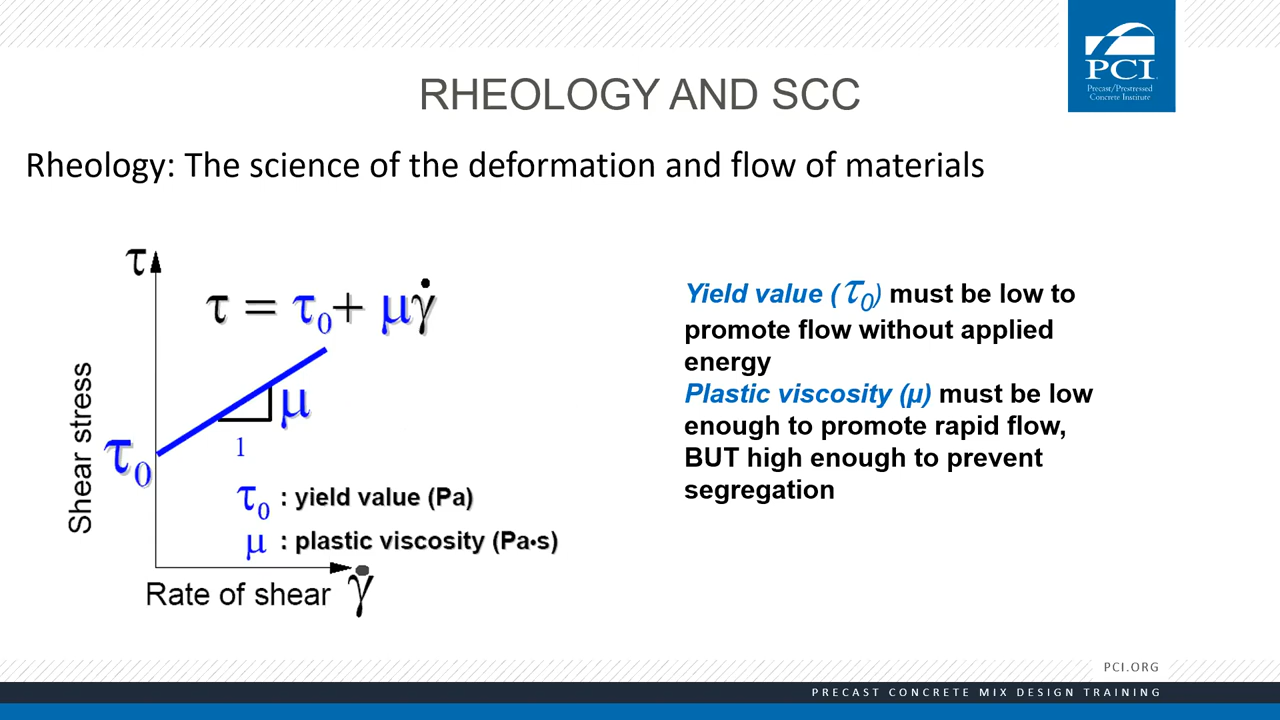 PCI
Precast/Prestressed
Concrete Institute
RHEOLOGY AND SCC
Rheology: The science of the deformation and flow of materials
τ
τ = τ₀+ μγ̇
Shear stress
μ
1
τ₀
τ₀ : yield value (Pa)
μ : plastic viscosity (Pa•s)
Rate of shear γ̇
Yield value (τ₀) must be low to
promote flow without applied
energy
Plastic viscosity (μ) must be low
enough to promote rapid flow,
BUT high enough to prevent
segregation
PCI.ORG
PRECAST CONCRETE MIX DESIGN TRAINING